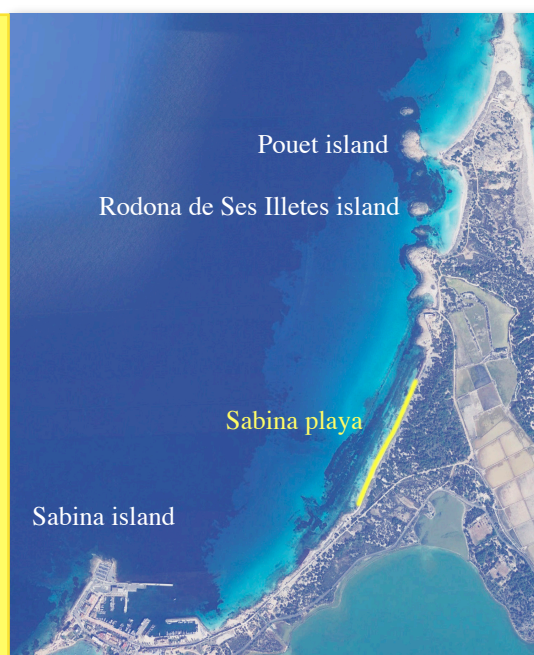 Pouet island
Rodona de Ses Illetes island
Sabina playa
Sabina island